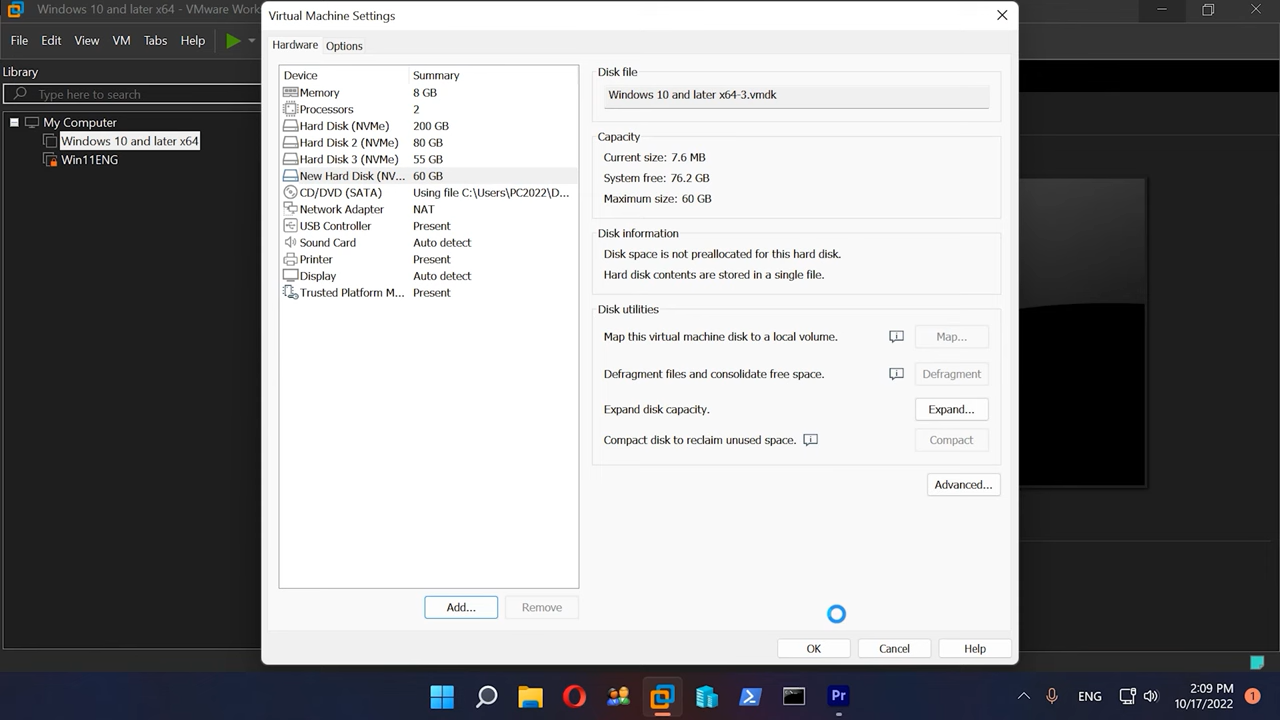 Windows 10 and later x64 - VMware Work
File Edit View VM Tabs Help
Library
Type here to search
My Computer
Windows 10 and later x64
Win11ENG
Virtual Machine Settings
Hardware Options
Device Summary
Memory 8 GB
Processors 2
Hard Disk (NVMe) 200 GB
Hard Disk 2 (NVMe) 80 GB
Hard Disk 3 (NVMe) 55 GB
New Hard Disk (NV... 60 GB
CD/DVD (SATA) Using file C:\Users\PC2022\D...
Network Adapter NAT
USB Controller Present
Sound Card Auto detect
Printer Present
Display Auto detect
Trusted Platform M... Present
Add... Remove
Disk file
Windows 10 and later x64-3.vmdk
Capacity
Current size: 7.6 MB
System free: 76.2 GB
Maximum size: 60 GB
Disk information
Disk space is not preallocated for this hard disk.
Hard disk contents are stored in a single file.
Disk utilities
Map this virtual machine disk to a local volume. Map...
Defragment files and consolidate free space. Defragment
Expand disk capacity. Expand...
Compact disk to reclaim unused space. Compact
Advanced...
OK Cancel Help
Pr
ENG
2:09 PM
10/17/2022
1